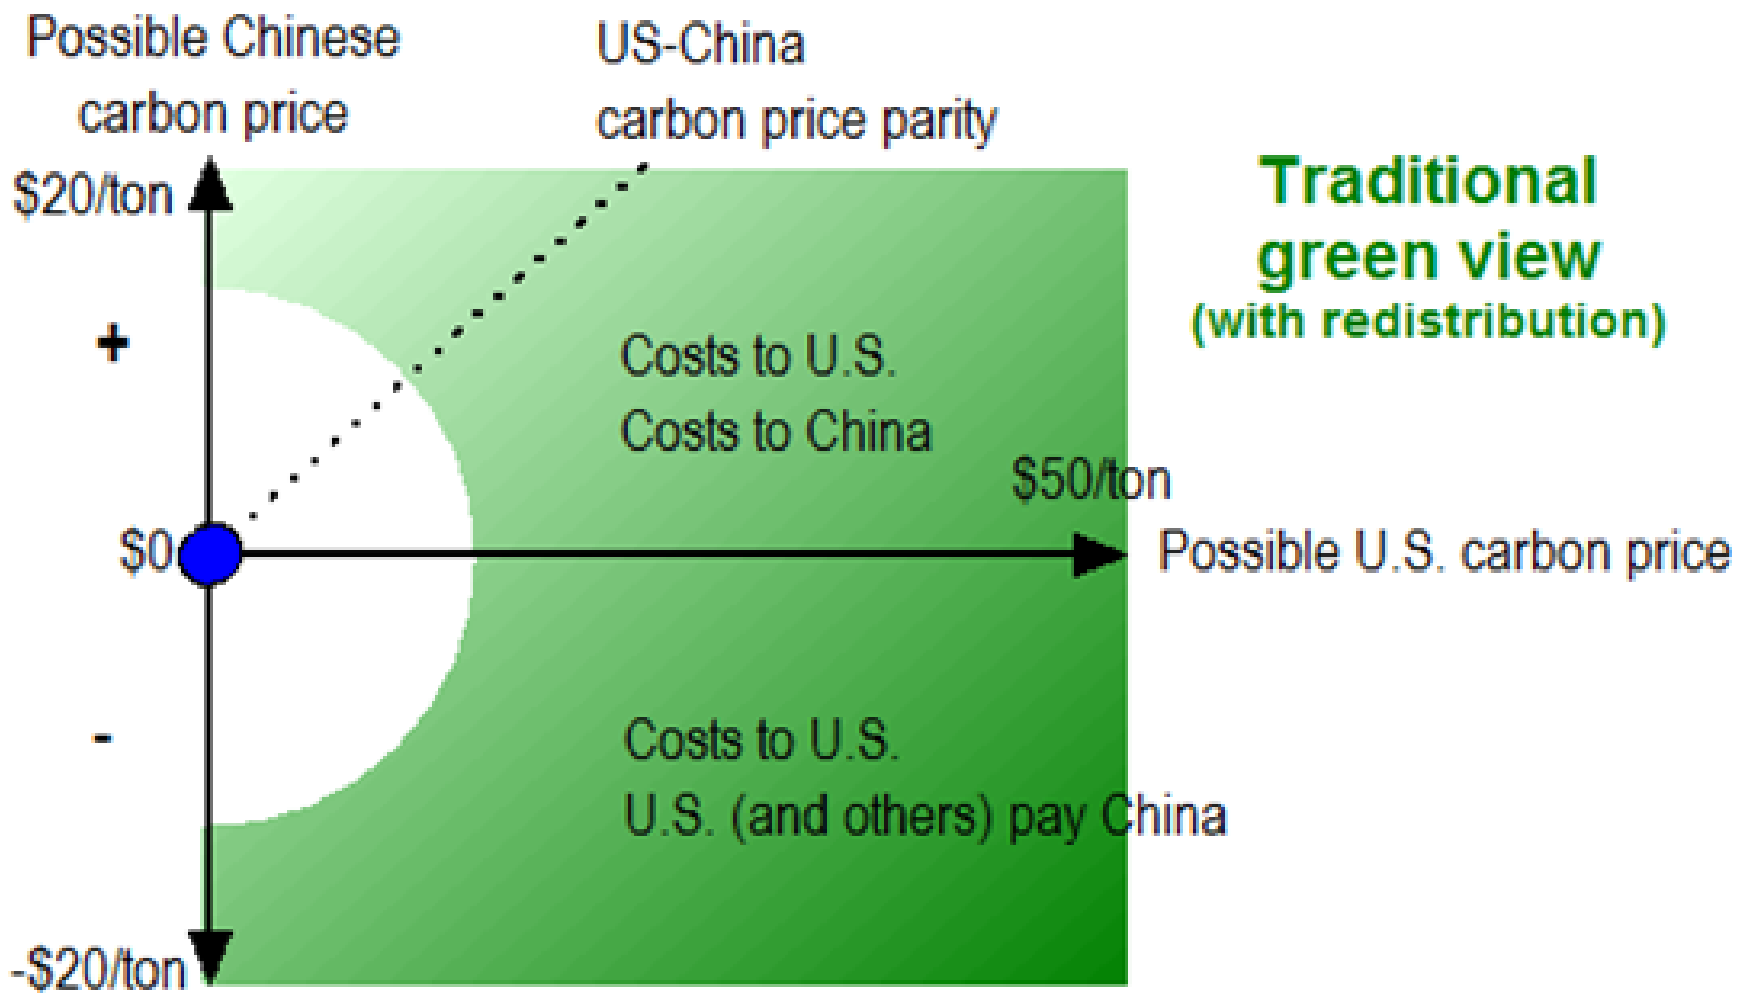 Possible Chinese
carbon price
US-China
carbon price parity
$20/ton
Traditional
green view
(with redistribution)
+
Costs to U.S.
Costs to China
$50/ton
$0
Possible U.S. carbon price
-
Costs to U.S.
U.S. (and others) pay China
-$20/ton